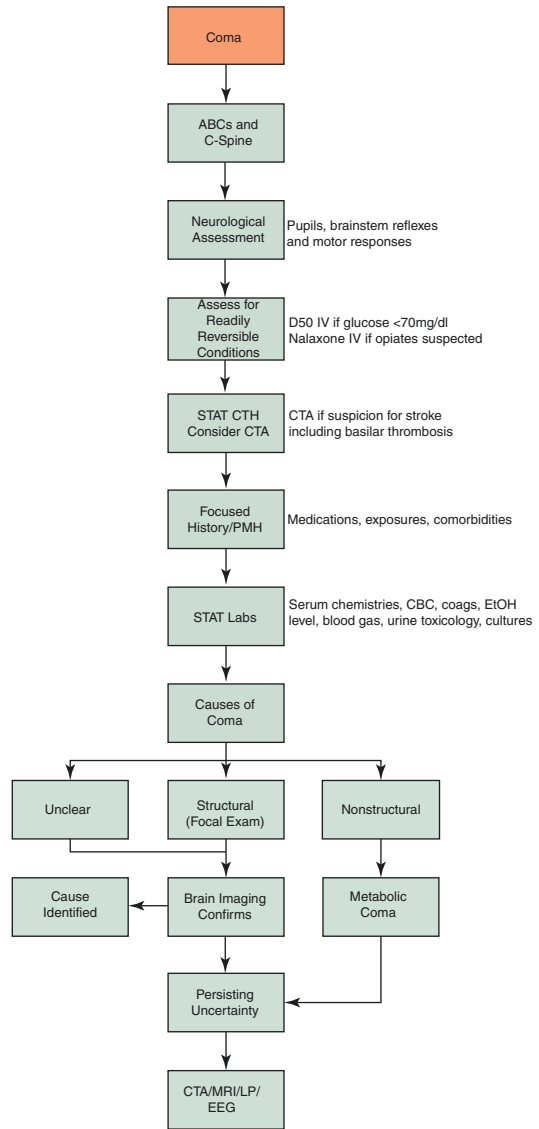 Coma
ABCs and
C-Spine
Neurological
Assessment
Pupils, brainstem reflexes
and motor responses
Assess for
Readily
Reversible
Conditions
D50 IV if glucose <70mg/dl
Nalaxone IV if opiates suspected
STAT CTH
Consider CTA
CTA if suspicion for stroke
including basilar thrombosis
Focused
History/PMH
Medications, exposures, comorbidities
STAT Labs
Serum chemistries, CBC, coags, EtOH
level, blood gas, urine toxicology, cultures
Causes of
Coma
Unclear
Structural
(Focal Exam)
Nonstructural
Cause
Identified
Brain Imaging
Confirms
Metabolic
Coma
Persisting
Uncertainty
CTA/MRI/LP/
EEG